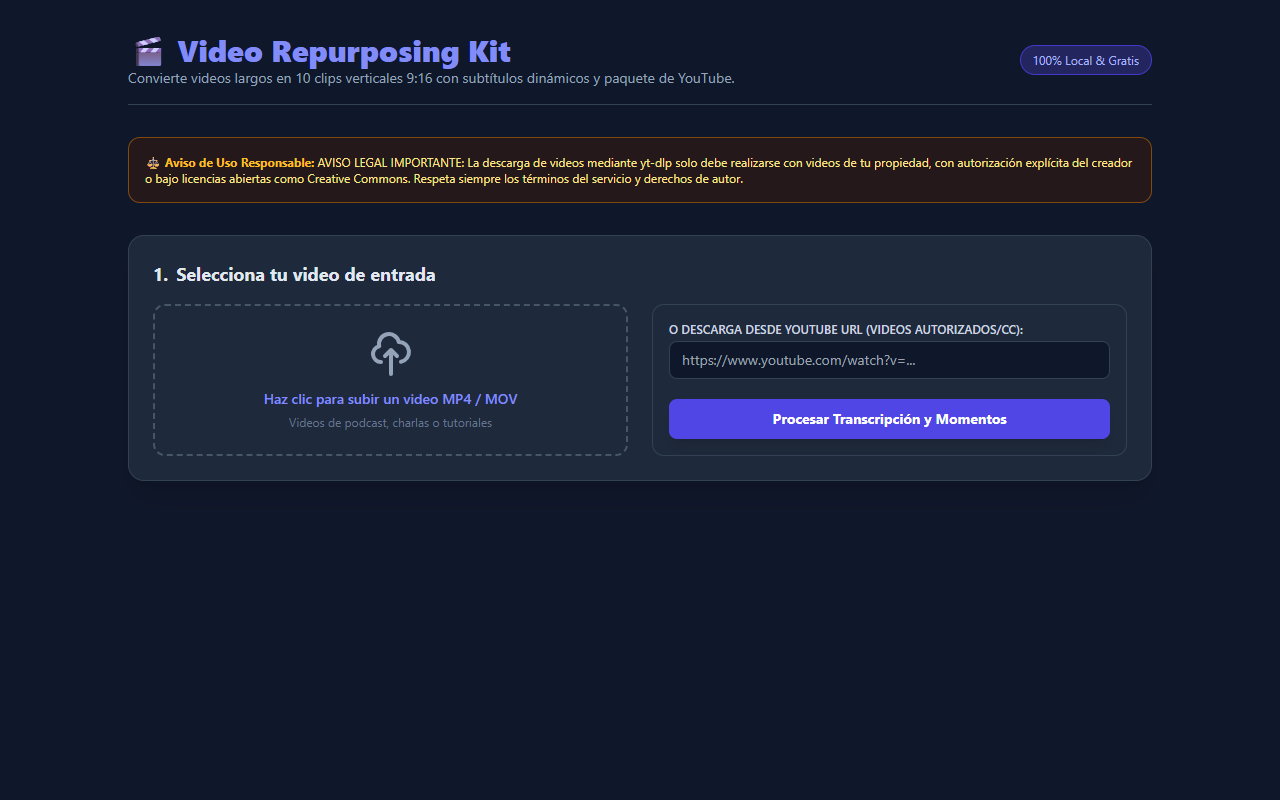 🎬 Video Repurposing Kit
Convierte videos largos en 10 clips verticales 9:16 con subtítulos dinámicos y paquete de YouTube.
100% Local & Gratis
⚖️ Aviso de Uso Responsable: AVISO LEGAL IMPORTANTE: La descarga de videos mediante yt-dlp solo debe realizarse con videos de tu propiedad, con autorización explícita del creador
o bajo licencias abiertas como Creative Commons. Respeta siempre los términos del servicio y derechos de autor.
1. Selecciona tu video de entrada
Haz clic para subir un video MP4 / MOV
Videos de podcast, charlas o tutoriales
O DESCARGA DESDE YOUTUBE URL (VIDEOS AUTORIZADOS/CC):
https://www.youtube.com/watch?v=...
Procesar Transcripción y Momentos